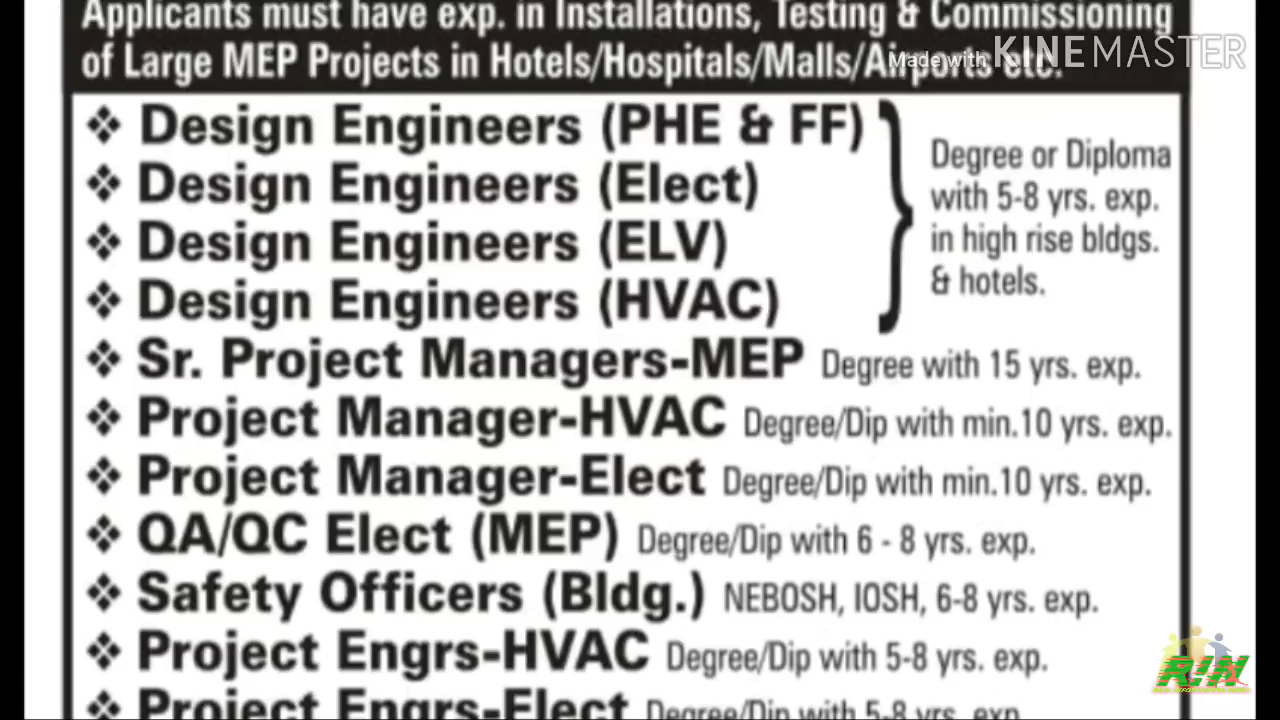 Applicants must have exp. in Installations, Testing & Commissioning
of Large MEP Projects in Hotels/Hospitals/Malls/Airports etc.
Made with KINEMASTER
❖ Design Engineers (PHE & FF)
❖ Design Engineers (Elect)
❖ Design Engineers (ELV)
❖ Design Engineers (HVAC)
Degree or Diploma
with 5-8 yrs. exp.
in high rise bldgs.
& hotels.
❖ Sr. Project Managers-MEP Degree with 15 yrs. exp.
❖ Project Manager-HVAC Degree/Dip with min.10 yrs. exp.
❖ Project Manager-Elect Degree/Dip with min.10 yrs. exp.
❖ QA/QC Elect (MEP) Degree/Dip with 6 - 8 yrs. exp.
❖ Safety Officers (Bldg.) NEBOSH, IOSH, 6-8 yrs. exp.
❖ Project Engrs-HVAC Degree/Dip with 5-8 yrs. exp.
❖ Project Engrs-Elect Degree/Dip with 5-8 yrs. exp.